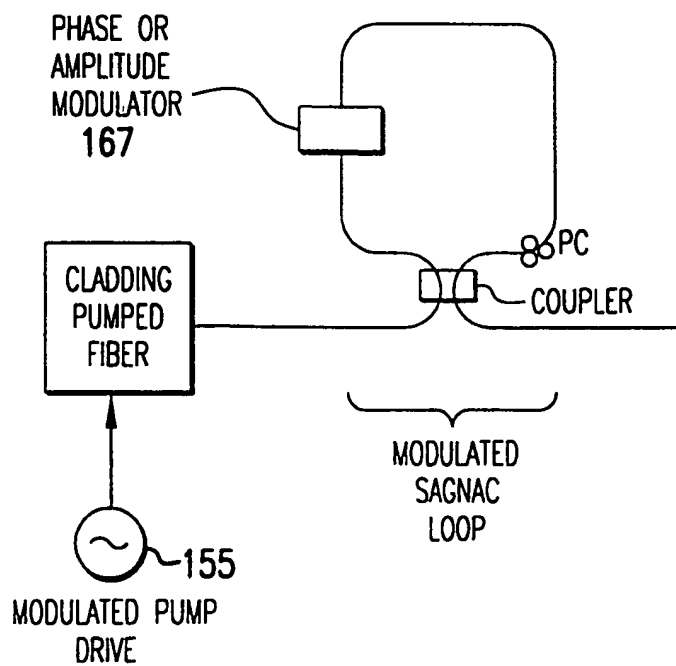 PHASE OR
AMPLITUDE
MODULATOR
167
PC
COUPLER
CLADDING
PUMPED
FIBER
MODULATED
SAGNAC
LOOP
155
MODULATED PUMP
DRIVE